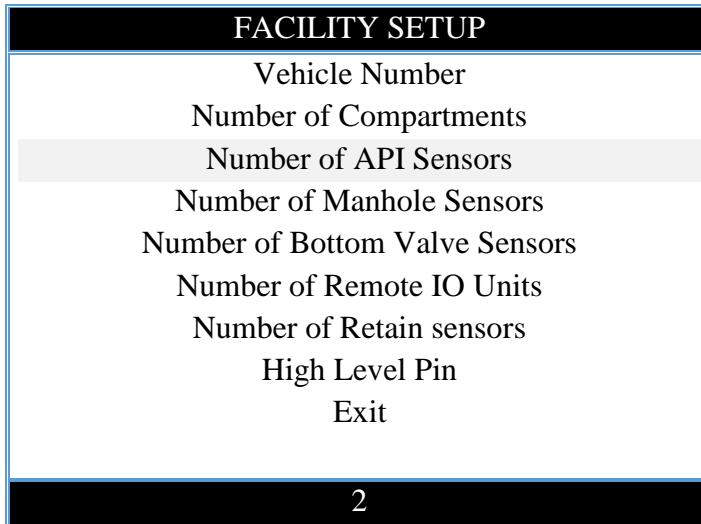 FACILITY SETUP
Vehicle Number
Number of Compartments
Number of API Sensors
Number of Manhole Sensors
Number of Bottom Valve Sensors
Number of Remote IO Units
Number of Retain sensors
High Level Pin
Exit
2